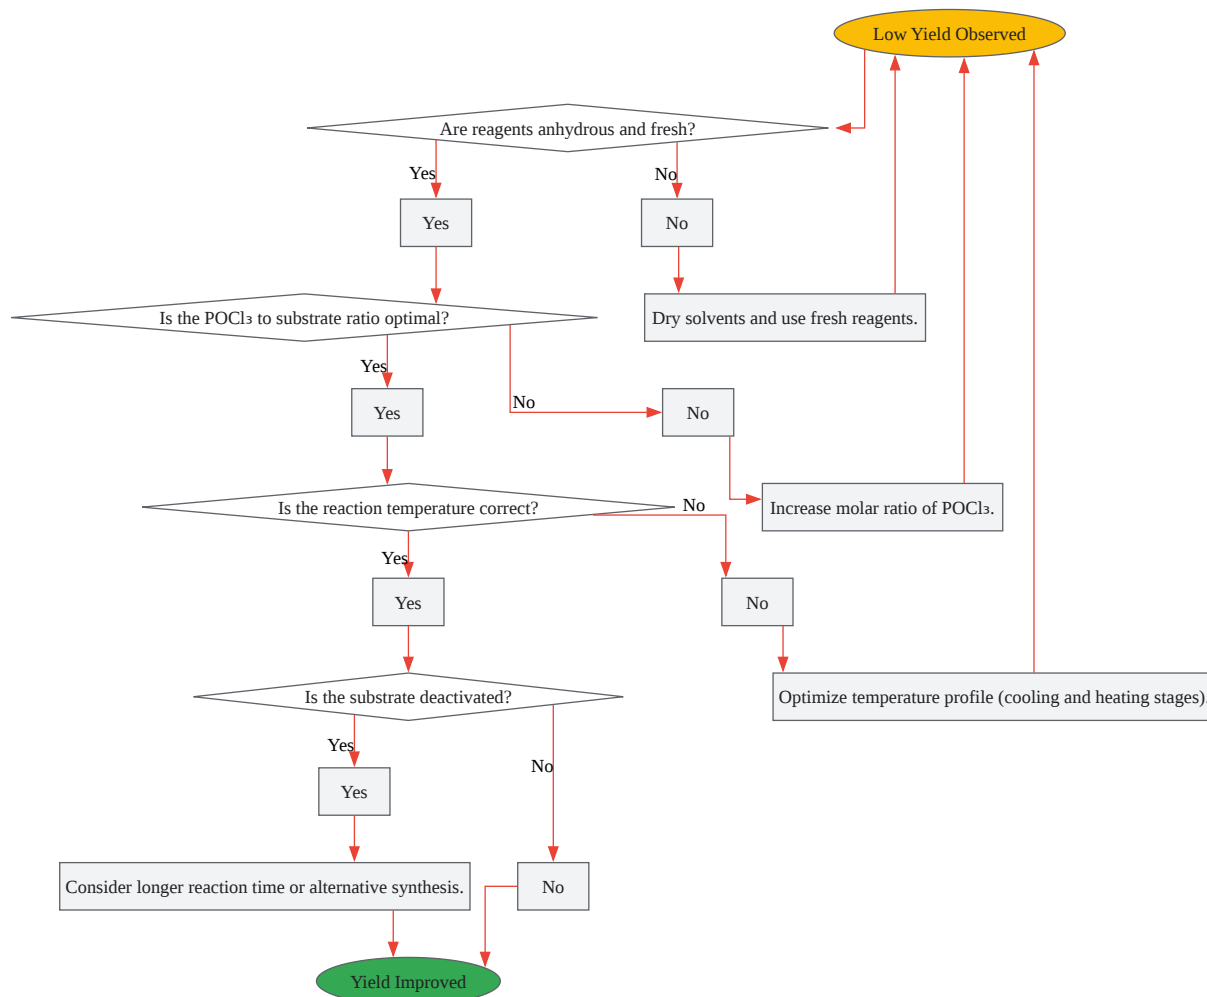 Low Yield Observed
Are reagents anhydrous and fresh?
Yes
No
Yes
No
Is the POCl₃ to substrate ratio optimal?
Dry solvents and use fresh reagents.
Yes
No
Yes
No
Is the reaction temperature correct?
No
Increase molar ratio of POCl₃.
Yes
Yes
No
Is the substrate deactivated?
Optimize temperature profile (cooling and heating stages).
Yes
No
Yes
Consider longer reaction time or alternative synthesis.
No
Yield Improved